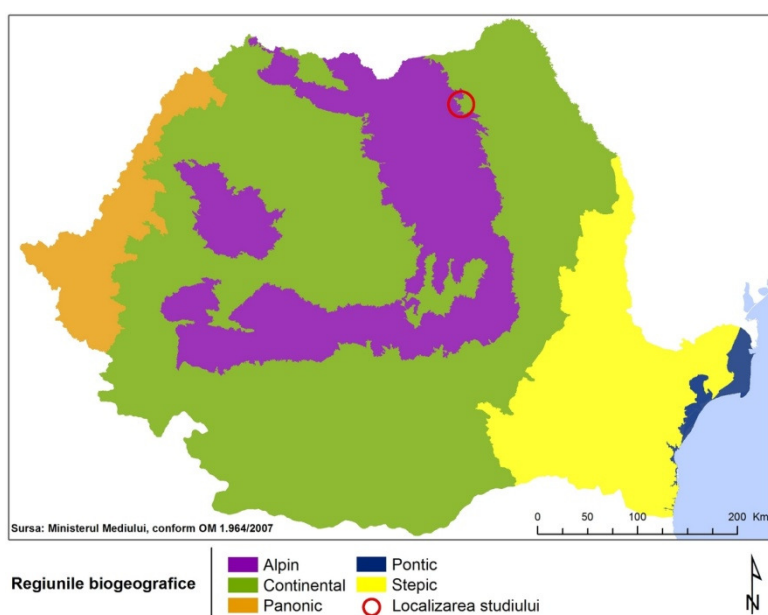 Sursa: Ministerul Mediului, conform OM 1.964/2007
0 50 100 200 Km
Regiunile biogeografice
Alpin
Continental
Panonic
Pontic
Stepic
Localizarea studiului
N